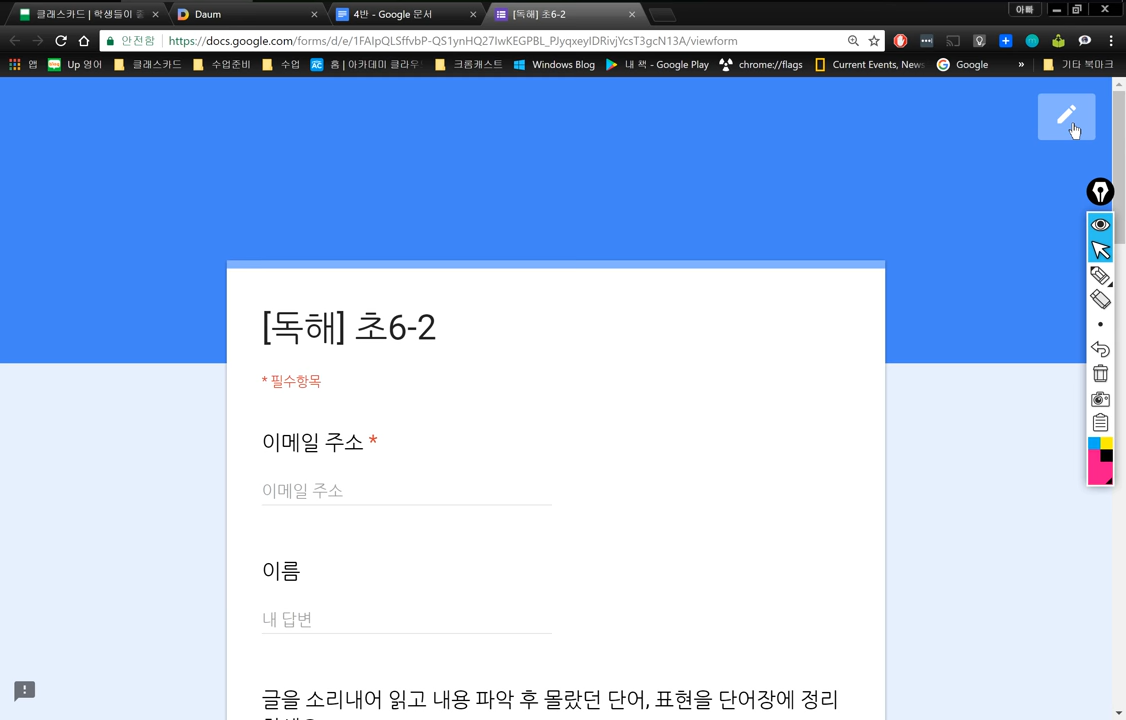 클래스카드 | 학생들이 즐
Daum
4반 - Google 문서
[독해] 초6-2
아빠
안전함
https://docs.google.com/forms/d/e/1FAIpQLSffvbP-QS1ynHQ27IwKEGPBL_PJyqxeyIDRivjYcsT3gcN13A/viewform
앱
Up 영어
클래스카드
수업준비
수업
홈 | 아카데미 클라우
크롬캐스트
Windows Blog
내 책 - Google Play
chrome://flags
Current Events, News
Google
»
기타 북마크
[독해] 초6-2
* 필수항목
이메일 주소 *
이메일 주소
이름
내 답변
글을 소리내어 읽고 내용 파악 후 몰랐던 단어, 표현을 단어장에 정리